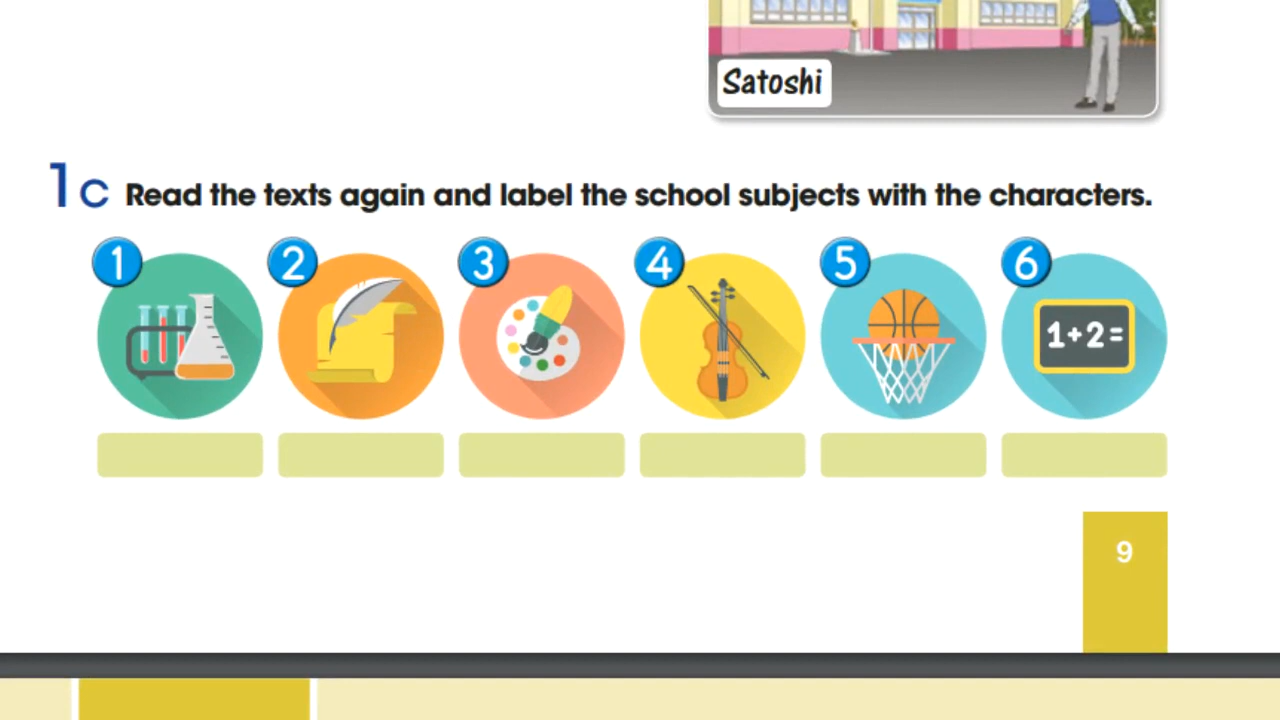 Satoshi
1c Read the texts again and label the school subjects with the characters.
1 2 3 4 5 6
1+2=
9